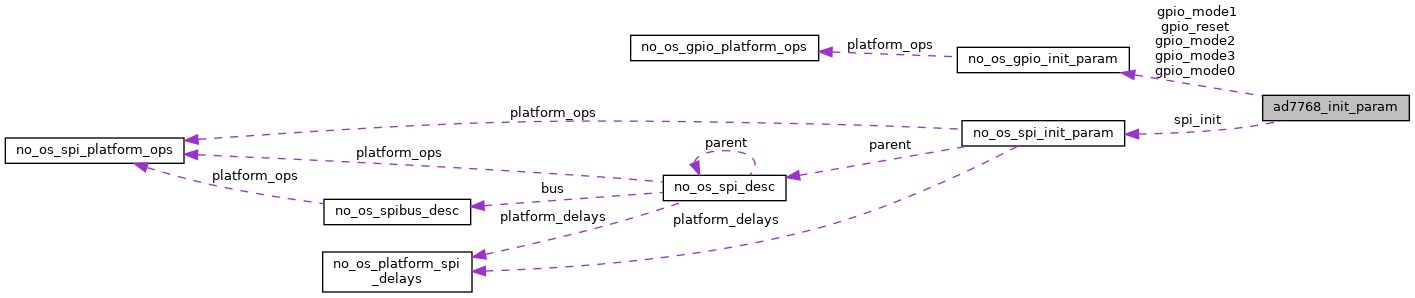 gpio_mode1
gpio_reset
gpio_mode2
gpio_mode3
gpio_mode0
no_os_gpio_platform_ops
platform_ops
no_os_gpio_init_param
ad7768_init_param
platform_ops
spi_init
no_os_spi_init_param
no_os_spi_platform_ops
platform_ops
parent
parent
platform_ops
bus
no_os_spi_desc
no_os_spibus_desc
platform_delays
platform_delays
no_os_platform_spi
_delays